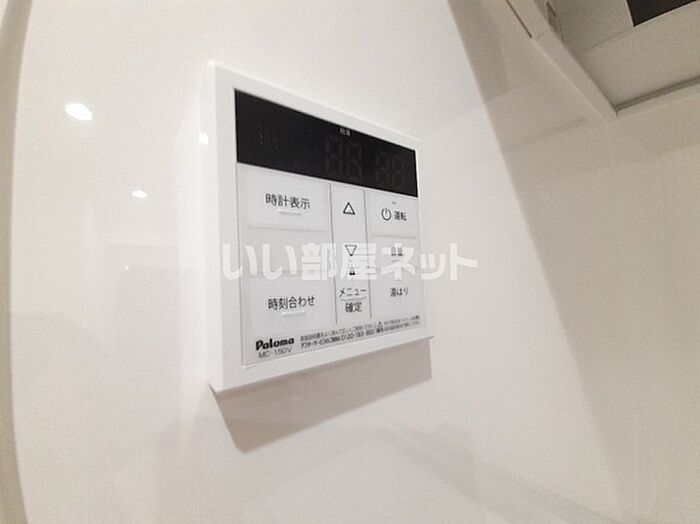 給湯
時計表示
運転
いい部屋ネット
時刻合わせ
メニュー
確定
湯はり
Paloma
MC-150V